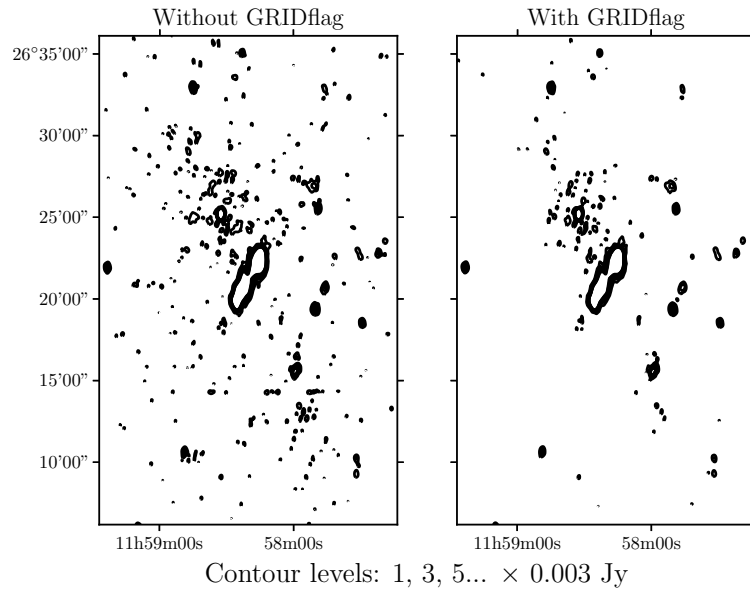 Without GRIDflag
With GRIDflag
26°35'00"
30'00"
25'00"
20'00"
15'00"
10'00"
11h59m00s 58m00s
11h59m00s 58m00s
Contour levels: 1, 3, 5... × 0.003 Jy